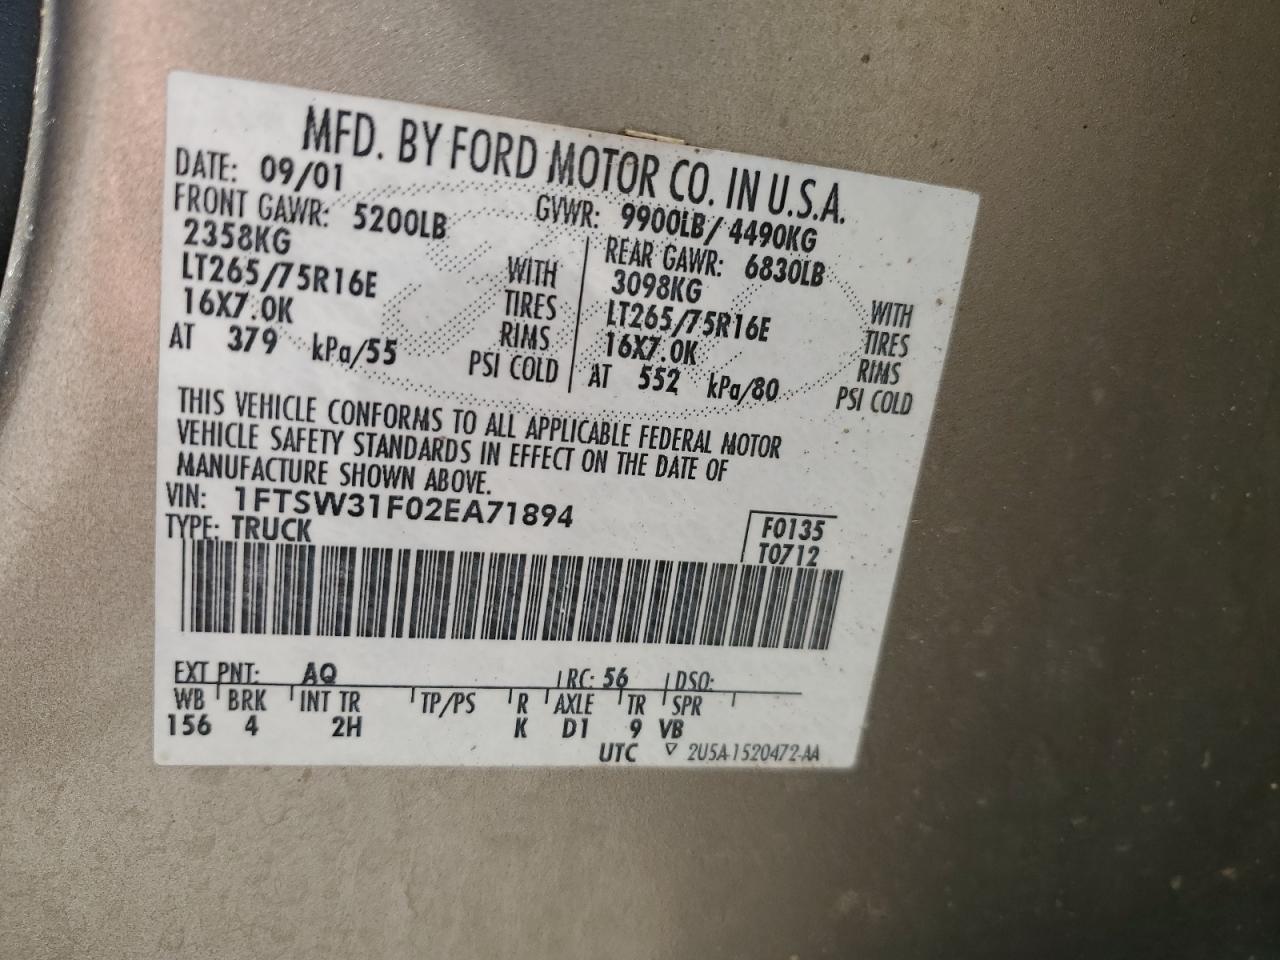 MFD. BY FORD MOTOR CO. IN U.S.A.
DATE: 09/01 GVWR: 9900LB/ 4490KG
FRONT GAWR: 5200LB
2358KG WITH
LT265/75R16E TIRES
16X7.0K RIMS
AT 379 kPa/55 PSI COLD
REAR GAWR: 6830LB
3098KG WITH
LT265/75R16E TIRES
16X7.0K RIMS
AT 552 kPa/80 PSI COLD
THIS VEHICLE CONFORMS TO ALL APPLICABLE FEDERAL MOTOR
VEHICLE SAFETY STANDARDS IN EFFECT ON THE DATE OF
MANUFACTURE SHOWN ABOVE.
VIN: 1FTSW31F02EA71894
TYPE: TRUCK
F0135
T0712
EXT PNT: AQ RC: 56 DSO:
WB BRK INT TR TP/PS R AXLE TR SPR
156 4 2H K D1 9 VB
UTC ▽ 2U5A-1520472-AA